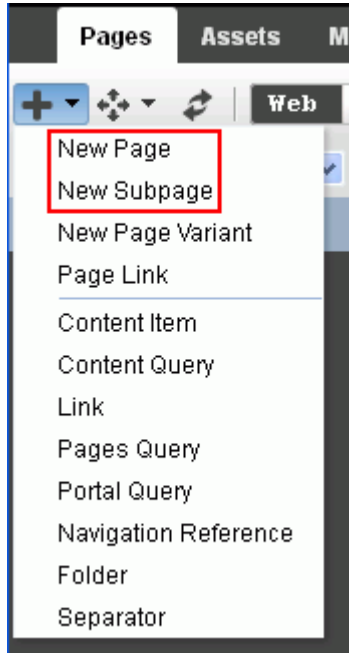 Pages Assets M
Web
New Page
New Subpage
New Page Variant
Page Link
Content Item
Content Query
Link
Pages Query
Portal Query
Navigation Reference
Folder
Separator